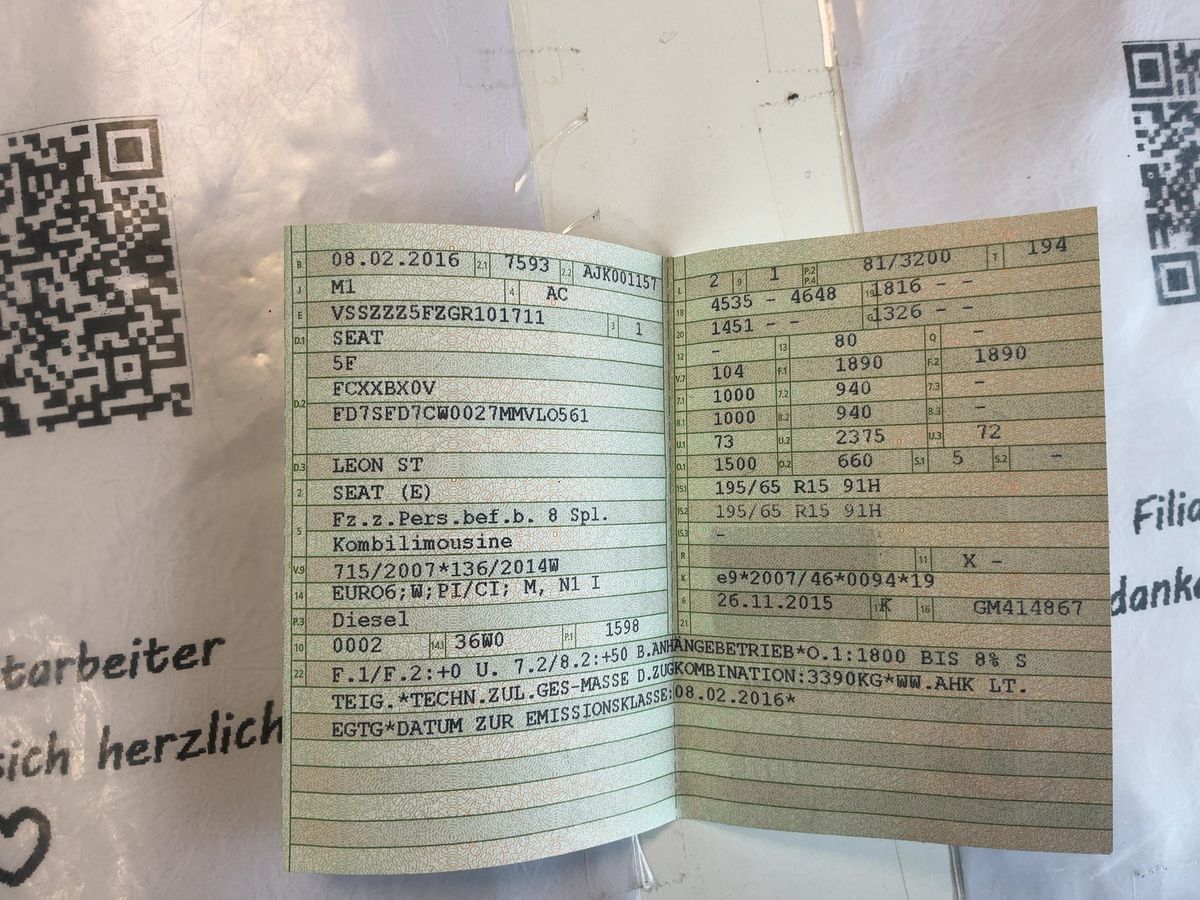 B 08.02.2016 2.1 7593 2.2 AJK001157
J M1 4 AC
E VSSZZZ5FZGR101711 3 1
D.1 SEAT
D.2 5F
FCXXBX0V
FD7SFD7CW0027MMVLO561
D.3 LEON ST
2 SEAT (E)
5 Fz.z.Pers.bef.b. 8 Spl.
Kombilimousine
V.9 715/2007*136/2014W
14 EURO6;W;PI/CI; M, N1 I
P.3 Diesel
10 0002 14.1 36W0 P.1 1598
L 2 9 1 P.2 P.4 81/3200 T 194
18 4535 - 4648 19 1816 - -
20 1451 - - G 1326 - -
12 - 13 80 Q -
V.7 104 F.1 1890 F.2 1890
7.1 1000 7.2 940 7.3 -
8.1 1000 8.2 940 8.3 -
U.1 73 U.2 2375 U.3 72
O.1 1500 O.2 660 S.1 5 S.2 -
15.1 195/65 R15 91H
15.2 195/65 R15 91H
15.3 -
R 11 X -
K e9*2007/46*0094*19
6 26.11.2015 17 K 16 GM414867
21
22 F.1/F.2:+0 U. 7.2/8.2:+50 B.ANHÄNGEBETRIEB*O.1:1800 BIS 8% S
TEIG.*TECHN.ZUL.GES-MASSE D.ZUGKOMBINATION:3390KG*WW.AHK LT.
EGTG*DATUM ZUR EMISSIONSKLASSE:08.02.2016*
tarbeiter
sich herzlich
Filia
danke